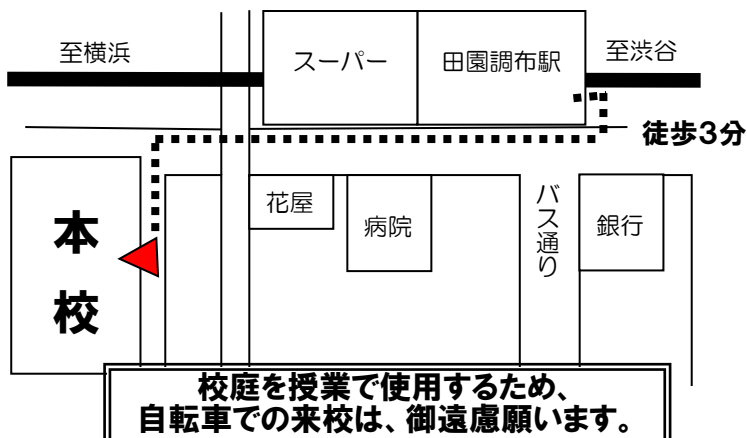 至横浜
スーパー
田園調布駅
至渋谷
徒歩3分
花屋
病院
バス通り
銀行
本校
校庭を授業で使用するため、
自転車での来校は、御遠慮願います。